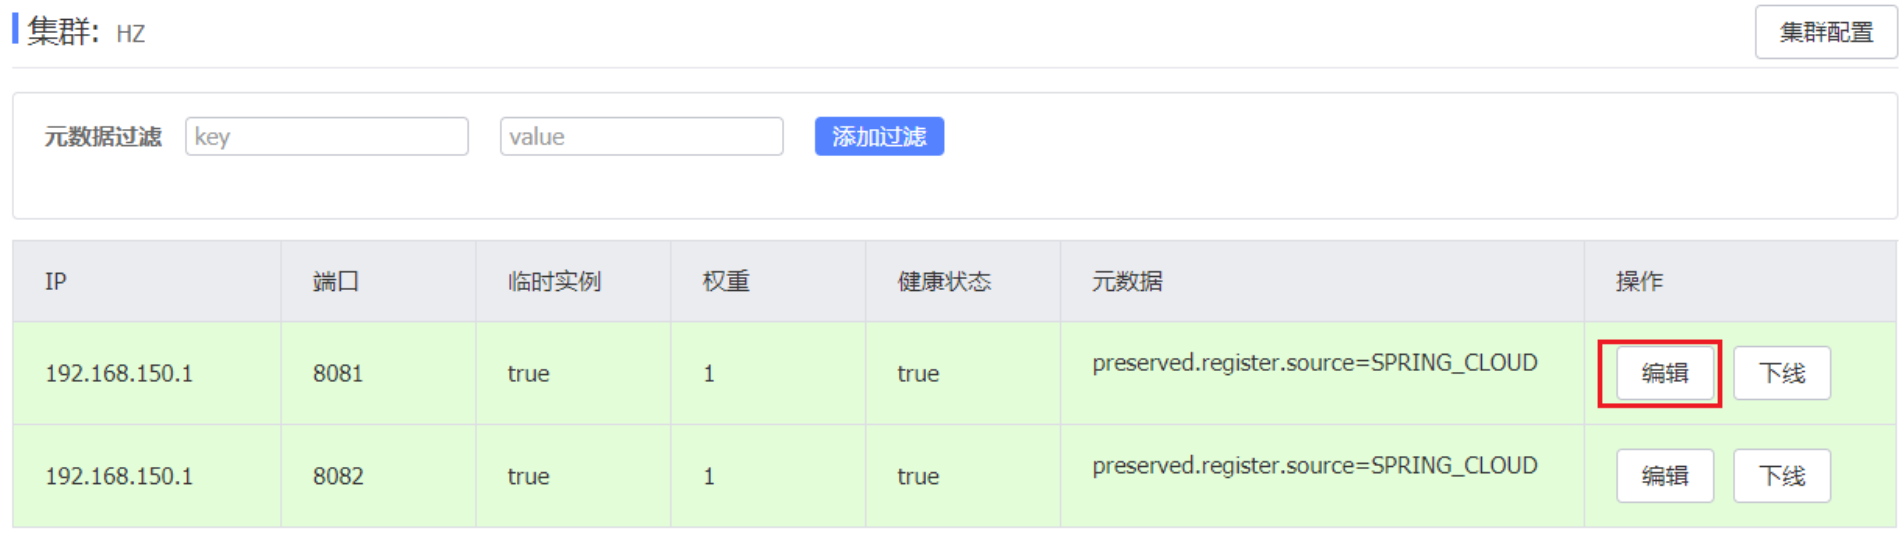 集群: HZ 集群配置
元数据过滤 key value 添加过滤
IP 端口 临时实例 权重 健康状态 元数据 操作
192.168.150.1 8081 true 1 true preserved.register.source=SPRING_CLOUD 编辑 下线
192.168.150.1 8082 true 1 true preserved.register.source=SPRING_CLOUD 编辑 下线